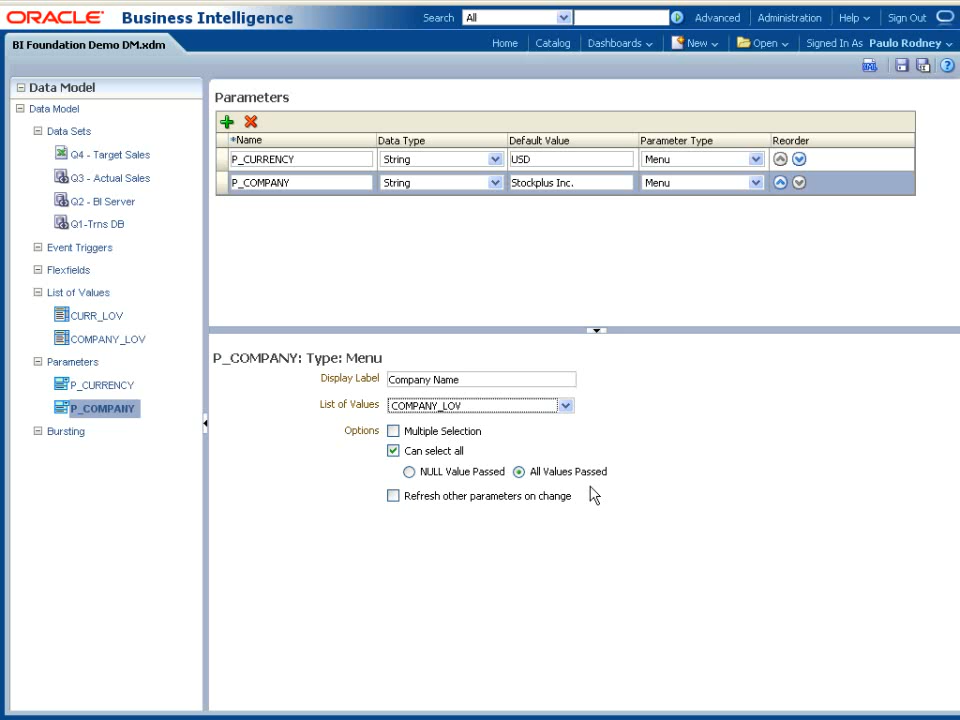 ORACLE Business Intelligence Search All Advanced Administration Help Sign Out
BI Foundation Demo DM.xdm Home Catalog Dashboards New Open Signed In As Paulo Rodney
Data Model
Data Model
Data Sets
Q4 - Target Sales
Q3 - Actual Sales
Q2 - BI Server
Q1-Trns DB
Event Triggers
Flexfields
List of Values
CURR_LOV
COMPANY_LOV
Parameters
P_CURRENCY
P_COMPANY
Bursting
Parameters
*Name Data Type Default Value Parameter Type Reorder
P_CURRENCY String USD Menu
P_COMPANY String Stockplus Inc. Menu
P_COMPANY: Type: Menu
Display Label Company Name
List of Values COMPANY_LOV
Options Multiple Selection
Can select all
NULL Value Passed All Values Passed
Refresh other parameters on change